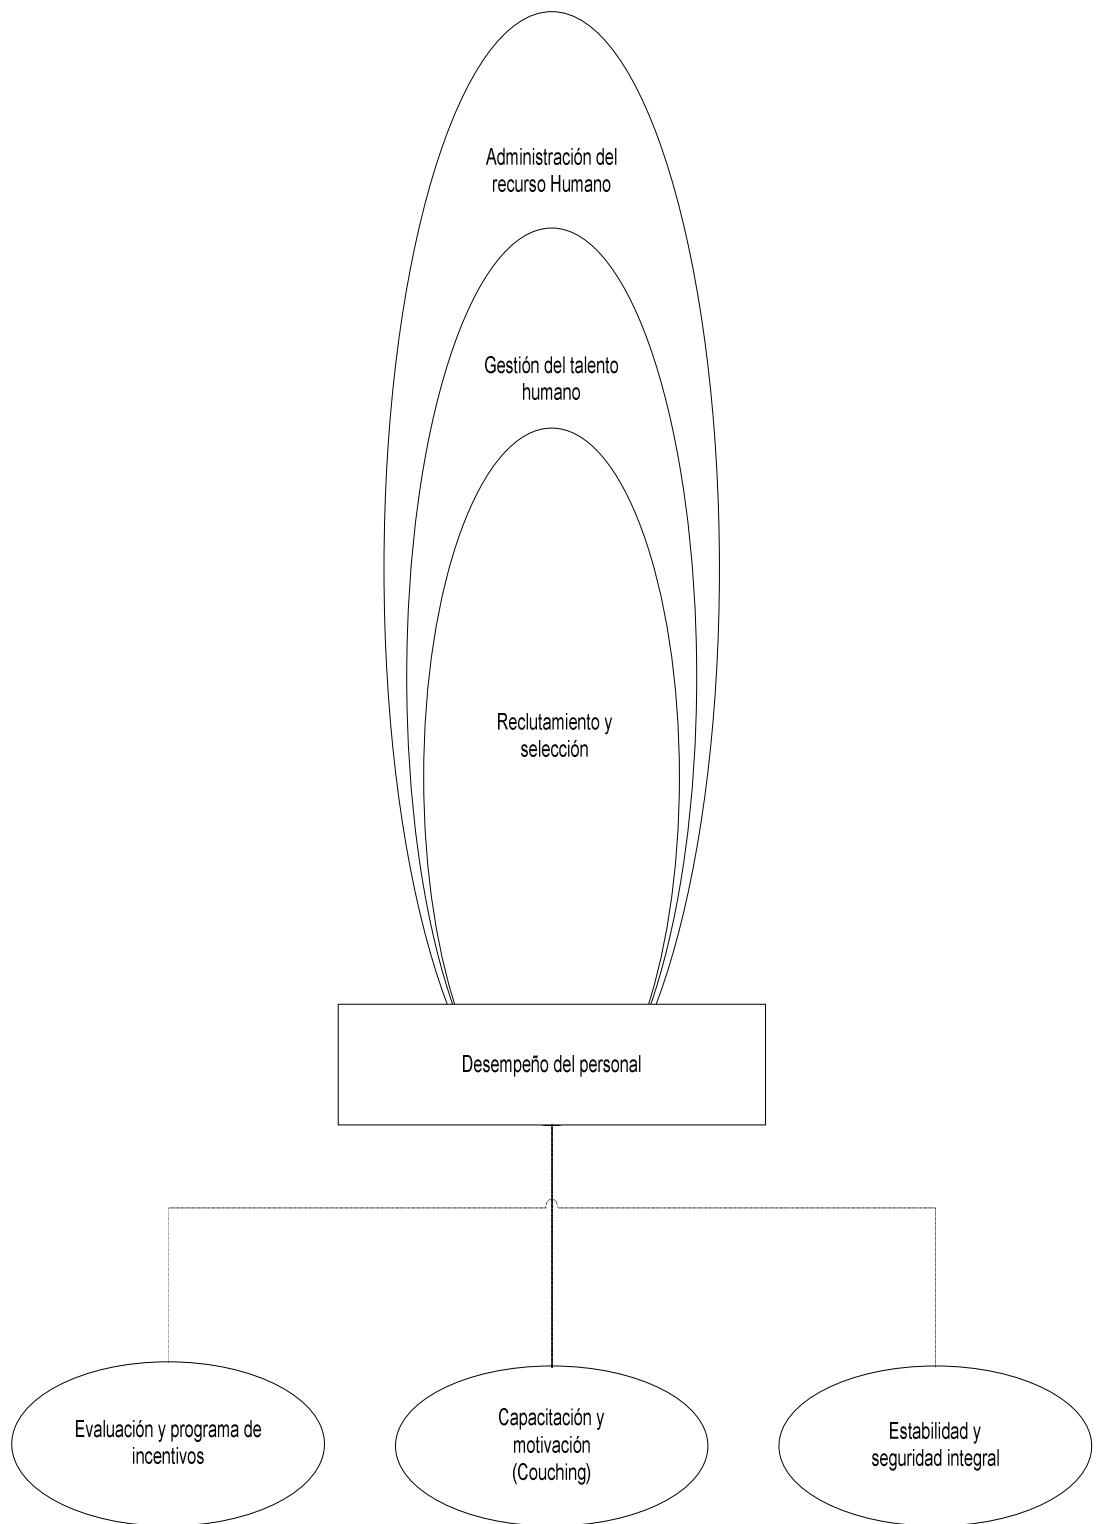 Administración del
recurso Humano
Gestión del talento
humano
Reclutamiento y
selección
Desempeño del personal
Evaluación y programa de
incentivos
Capacitación y
motivación
(Couching)
Estabilidad y
seguridad integral